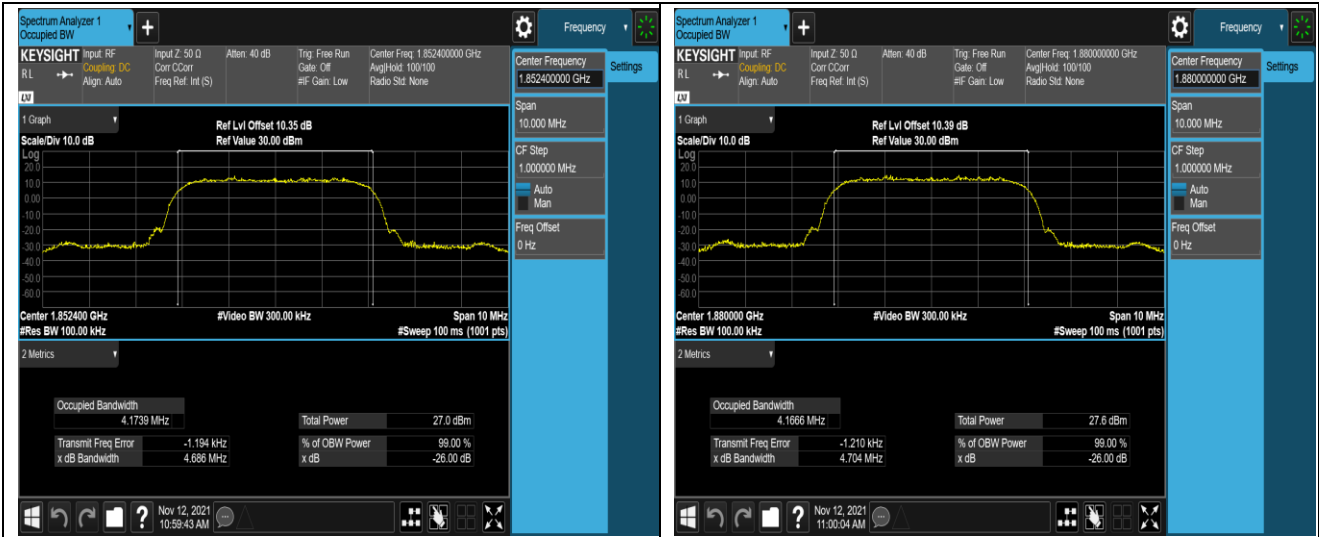 Spectrum Analyzer 1
Occupied BW
+
Frequency
KEYSIGHT Input: RF Input Z: 50 Ω Atten: 40 dB Trig: Free Run Center Freq: 1.852400000 GHz
RL Coupling: DC Corr CCorr Gate: Off Avg|Hold: 100/100
Align: Auto Freq Ref: Int (S) #IF Gain: Low Radio Std: None
LXI
Center Frequency
1.852400000 GHz
Settings
Span
10.000 MHz
CF Step
1.000000 MHz
Auto
Man
Freq Offset
0 Hz
1 Graph
Ref Lvl Offset 10.35 dB
Scale/Div 10.0 dB Ref Value 30.00 dBm
Log
20.0
10.0
0.00
-10.0
-20.0
-30.0
-40.0
-50.0
-60.0
Center 1.852400 GHz #Video BW 300.00 kHz Span 10 MHz
#Res BW 100.00 kHz #Sweep 100 ms (1001 pts)
2 Metrics
Occupied Bandwidth
4.1739 MHz Total Power 27.0 dBm
Transmit Freq Error -1.194 kHz % of OBW Power 99.00 %
x dB Bandwidth 4.686 MHz x dB -26.00 dB
? Nov 12, 2021
10:59:43 AM
Spectrum Analyzer 1
Occupied BW
+
Frequency
KEYSIGHT Input: RF Input Z: 50 Ω Atten: 40 dB Trig: Free Run Center Freq: 1.880000000 GHz
RL Coupling: DC Corr CCorr Gate: Off Avg|Hold: 100/100
Align: Auto Freq Ref: Int (S) #IF Gain: Low Radio Std: None
LXI
Center Frequency
1.880000000 GHz
Settings
Span
10.000 MHz
CF Step
1.000000 MHz
Auto
Man
Freq Offset
0 Hz
1 Graph
Ref Lvl Offset 10.39 dB
Scale/Div 10.0 dB Ref Value 30.00 dBm
Log
20.0
10.0
0.00
-10.0
-20.0
-30.0
-40.0
-50.0
-60.0
Center 1.880000 GHz #Video BW 300.00 kHz Span 10 MHz
#Res BW 100.00 kHz #Sweep 100 ms (1001 pts)
2 Metrics
Occupied Bandwidth
4.1666 MHz Total Power 27.6 dBm
Transmit Freq Error -1.210 kHz % of OBW Power 99.00 %
x dB Bandwidth 4.704 MHz x dB -26.00 dB
? Nov 12, 2021
11:00:04 AM